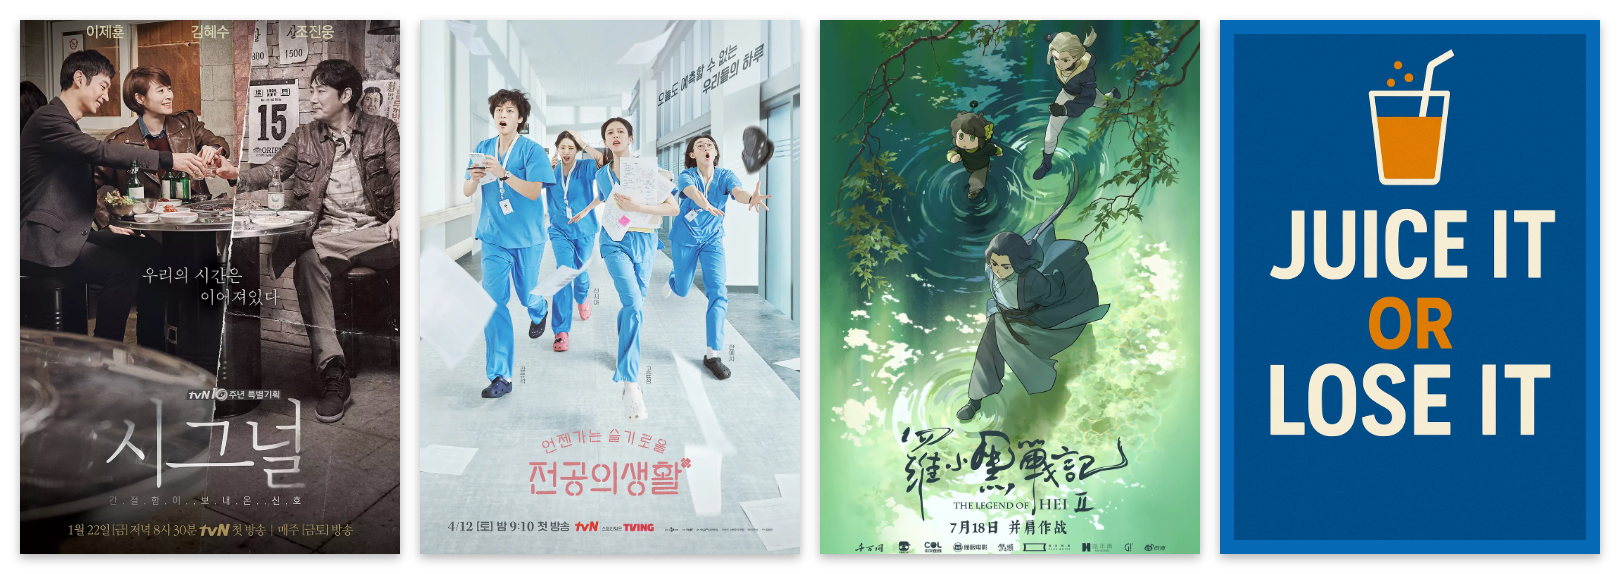 이제훈 김혜수 조진웅
15
우리의 시간은
이어져있다
tvN10주년 특별기획
시그널
간.절.함.이..보.내.온..신.호
1월 22일[금] 저녁 8시 30분 tvN 첫 방송 | 매주 [금토] 방송
오늘도 예측할 수 없는
우리들의 하루
언젠가는 슬기로울
전공의생활
4/12 [토] 밤 9:10 첫 방송 tvN TVING
羅小黑戰記
THE LEGEND OF HEI II
7月18日 并肩作战
JUICE IT
OR
LOSE IT